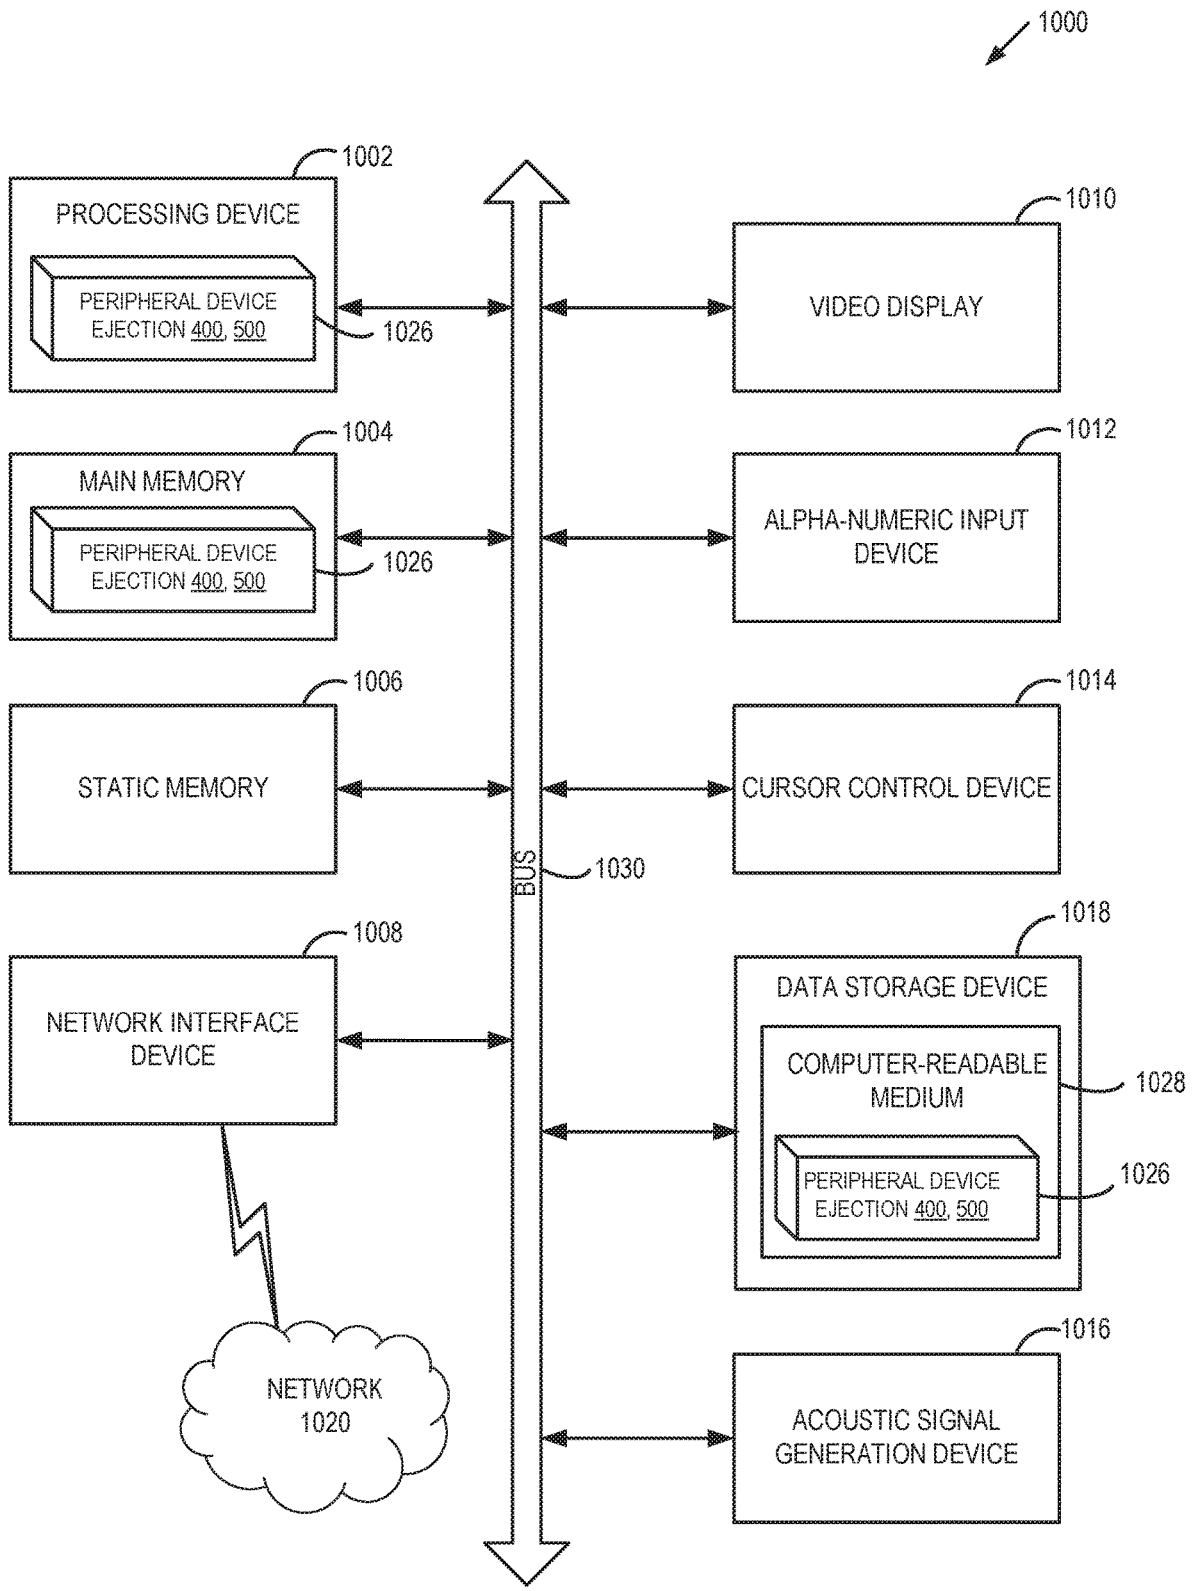 1000
1002
PROCESSING DEVICE
PERIPHERAL DEVICE
EJECTION 400, 500
1026
1004
MAIN MEMORY
PERIPHERAL DEVICE
EJECTION 400, 500
1026
1006
STATIC MEMORY
1008
NETWORK INTERFACE
DEVICE
NETWORK
1020
BUS
1030
1010
VIDEO DISPLAY
1012
ALPHA-NUMERIC INPUT
DEVICE
1014
CURSOR CONTROL DEVICE
1018
DATA STORAGE DEVICE
COMPUTER-READABLE
MEDIUM
1028
PERIPHERAL DEVICE
EJECTION 400, 500
1026
1016
ACOUSTIC SIGNAL
GENERATION DEVICE